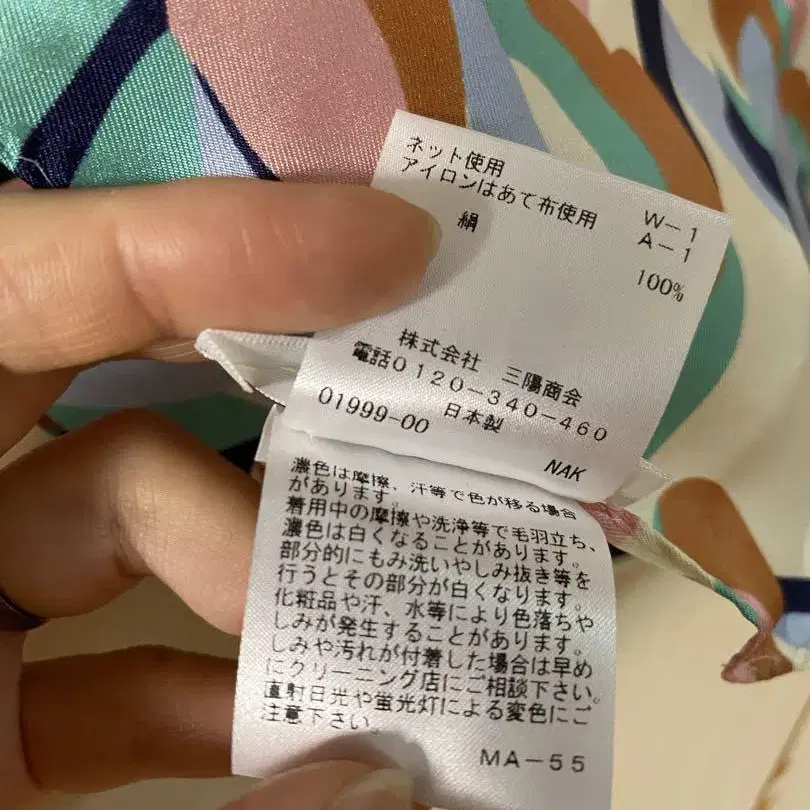 ネット使用
アイロンはあて布使用
W-1
A-1
絹
100%
株式会社 三陽商会
電話0120-340-460
日本製
01999-00
NAK
濃色は摩擦、汗等で色が移る場合
があります。
着用中の摩擦や洗浄等で毛羽立ち、
濃色は白くなることがあります。
部分的にもみ洗いやしみ抜き等を
行うとその部分が白くなります。
化粧品や汗、水等により色落ちや
しみが発生することがあります。
しみや汚れが付着した場合は早め
にクリーニング店にご相談下さい。
直射日光や蛍光灯による変色にご
注意下さい。
MA-55